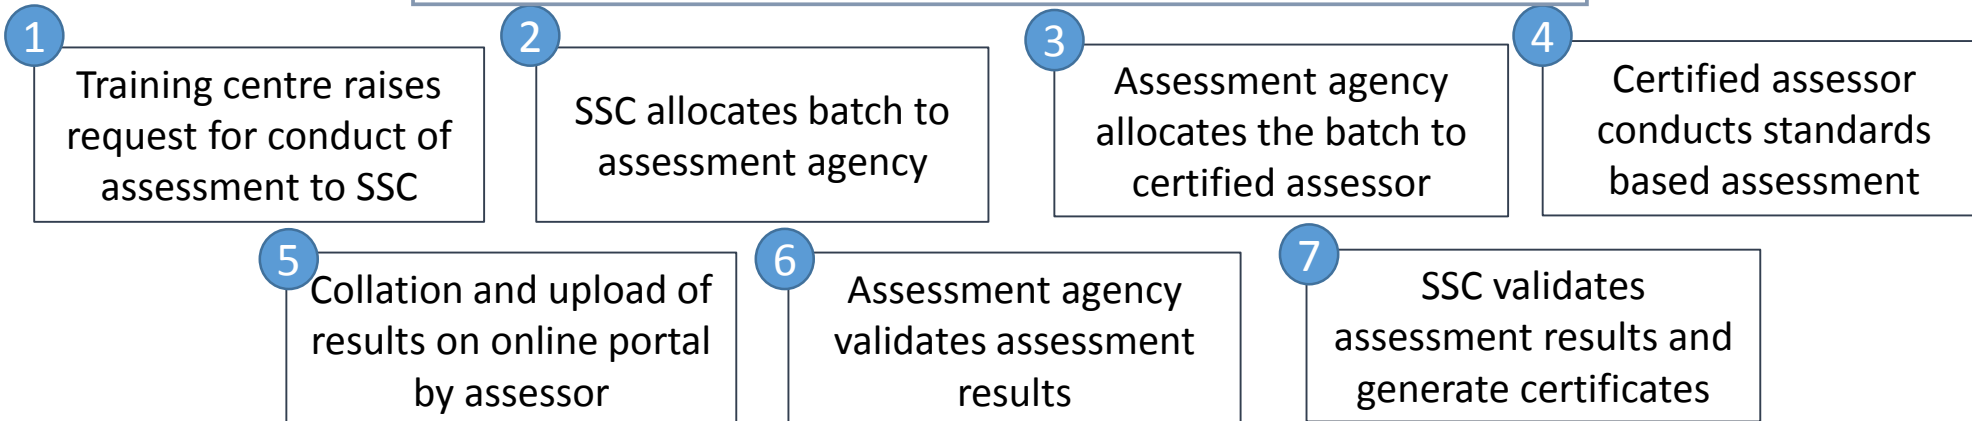 1
Training centre raises
request for conduct of
assessment to SSC
2
SSC allocates batch to
assessment agency
3
Assessment agency
allocates the batch to
certified assessor
4
Certified assessor
conducts standards
based assessment
5
Collation and upload of
results on online portal
by assessor
6
Assessment agency
validates assessment
results
7
SSC validates
assessment results and
generate certificates